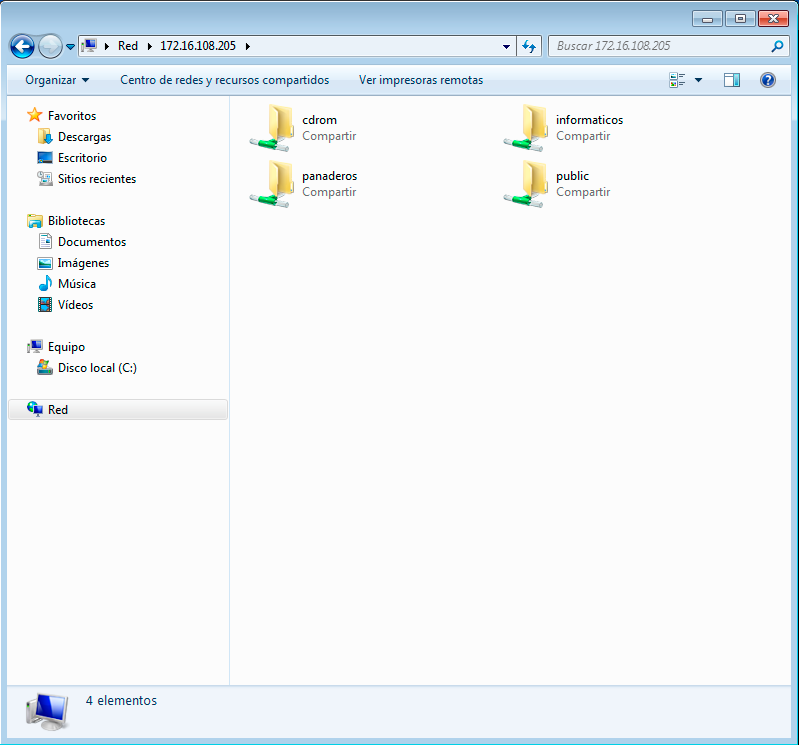 Red 172.16.108.205
Buscar 172.16.108.205
Organizar Centro de redes y recursos compartidos Ver impresoras remotas
Favoritos
Descargas
Escritorio
Sitios recientes
Bibliotecas
Documentos
Imágenes
Música
Vídeos
Equipo
Disco local (C:)
Red
cdrom
Compartir
informaticos
Compartir
panaderos
Compartir
public
Compartir
4 elementos